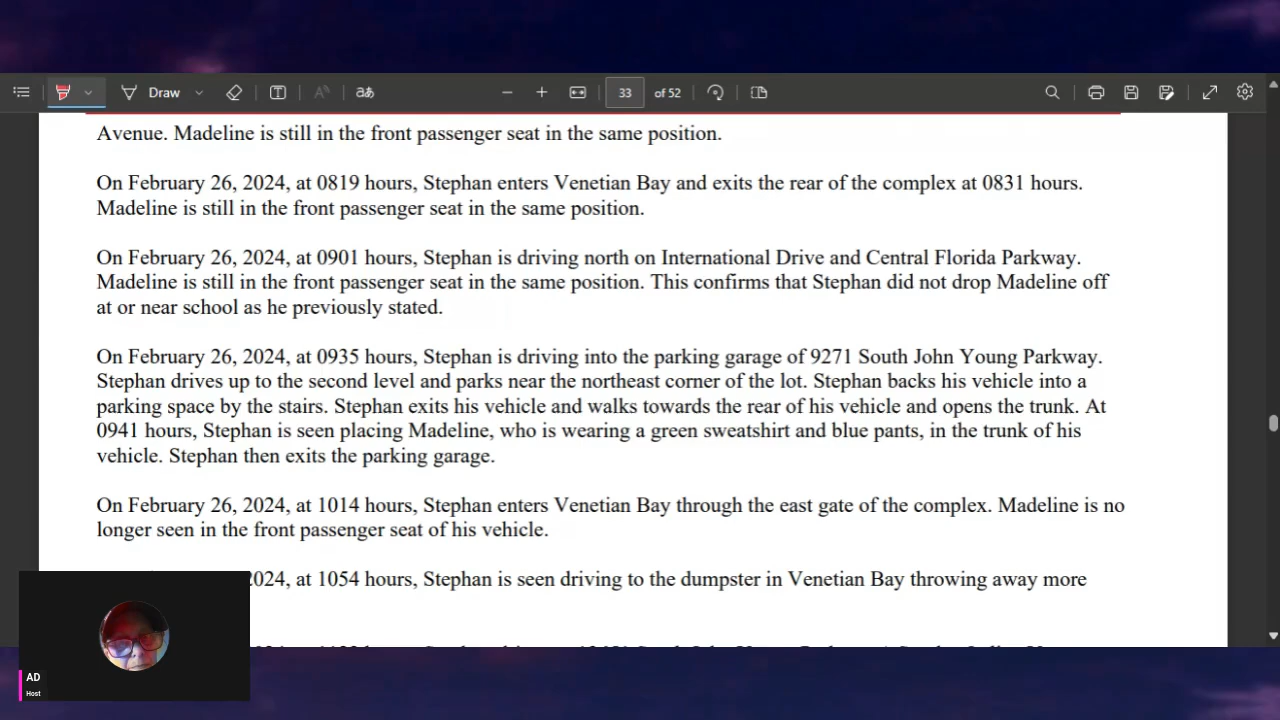 Draw
33 of 52
Avenue. Madeline is still in the front passenger seat in the same position.
On February 26, 2024, at 0819 hours, Stephan enters Venetian Bay and exits the rear of the complex at 0831 hours.
Madeline is still in the front passenger seat in the same position.
On February 26, 2024, at 0901 hours, Stephan is driving north on International Drive and Central Florida Parkway.
Madeline is still in the front passenger seat in the same position. This confirms that Stephan did not drop Madeline off
at or near school as he previously stated.
On February 26, 2024, at 0935 hours, Stephan is driving into the parking garage of 9271 South John Young Parkway.
Stephan drives up to the second level and parks near the northeast corner of the lot. Stephan backs his vehicle into a
parking space by the stairs. Stephan exits his vehicle and walks towards the rear of his vehicle and opens the trunk. At
0941 hours, Stephan is seen placing Madeline, who is wearing a green sweatshirt and blue pants, in the trunk of his
vehicle. Stephan then exits the parking garage.
On February 26, 2024, at 1014 hours, Stephan enters Venetian Bay through the east gate of the complex. Madeline is no
longer seen in the front passenger seat of his vehicle.
2024, at 1054 hours, Stephan is seen driving to the dumpster in Venetian Bay throwing away more
AD
Host